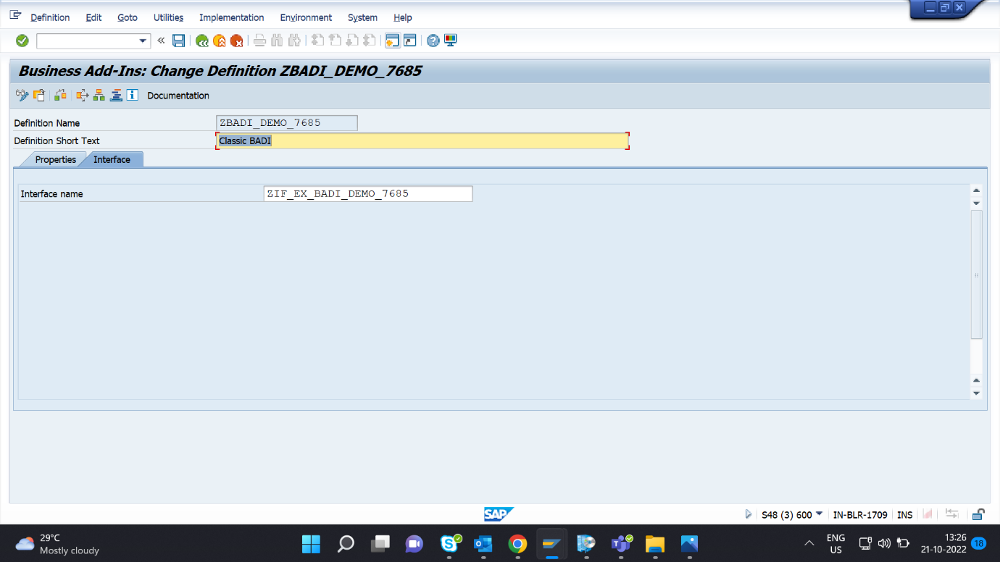 Definition Edit Goto Utilities Implementation Environment System Help
Business Add-Ins: Change Definition ZBADI_DEMO_7685
Documentation
Definition Name ZBADI_DEMO_7685
Definition Short Text Classic BADI
Properties Interface
Interface name ZIF_EX_BADI_DEMO_7685
SAP
S48 (3) 600 IN-BLR-1709 INS
29°C
Mostly cloudy
ENG
US
13:26
21-10-2022
18